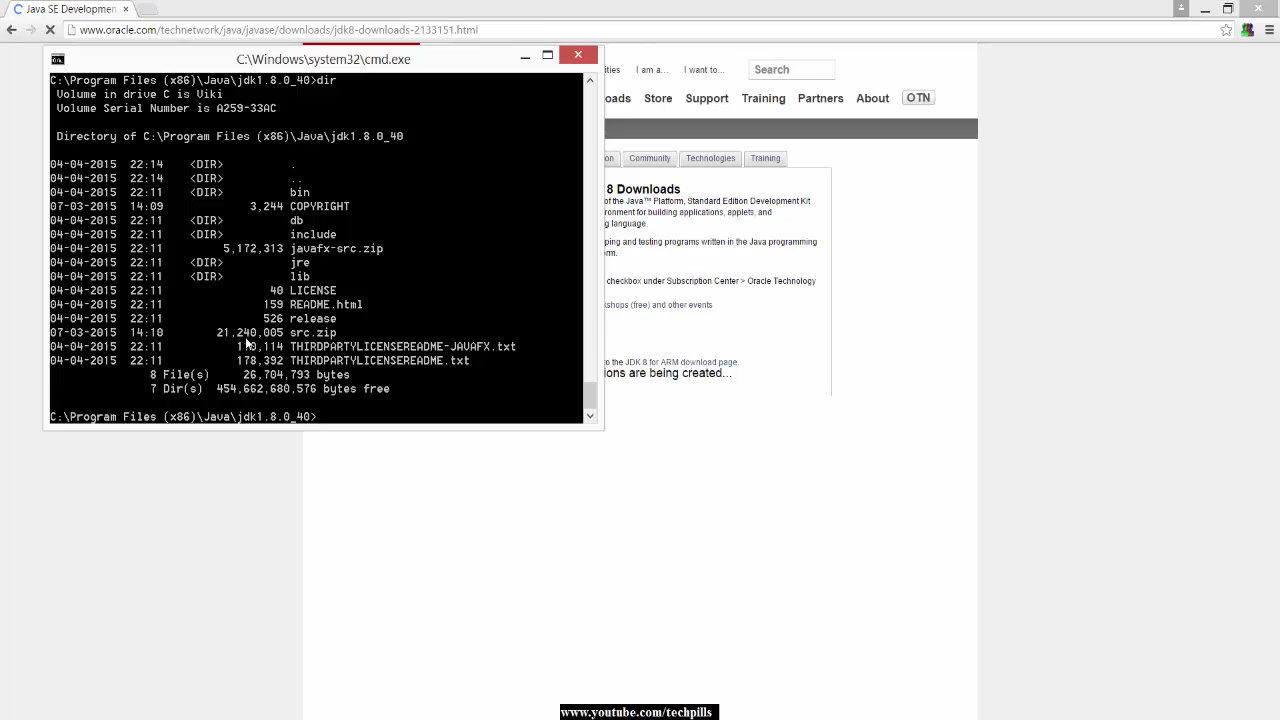 Java SE Developmen
www.oracle.com/technetwork/java/javase/downloads/jdk8-downloads-2133151.html
C:\Windows\system32\cmd.exe
C:\Program Files (x86)\Java\jdk1.8.0_40>dir
Volume in drive C is Viki
Volume Serial Number is A259-33AC
Directory of C:\Program Files (x86)\Java\jdk1.8.0_40
04-04-2015 22:14 <DIR> .
04-04-2015 22:14 <DIR> ..
04-04-2015 22:11 <DIR> bin
07-03-2015 14:09 3,244 COPYRIGHT
04-04-2015 22:11 <DIR> db
04-04-2015 22:11 <DIR> include
04-04-2015 22:11 5,172,313 javafx-src.zip
04-04-2015 22:11 <DIR> jre
04-04-2015 22:11 <DIR> lib
04-04-2015 22:11 40 LICENSE
04-04-2015 22:11 159 README.html
04-04-2015 22:11 526 release
07-03-2015 14:10 21,240,005 src.zip
04-04-2015 22:11 THIRDPARTYLICENSEREADME-JAVAFX.txt
04-04-2015 22:11 178,392 THIRDPARTYLICENSEREADME.txt
8 File(s) 26,704,793 bytes
7 Dir(s) 454,662,680,576 bytes free
C:\Program Files (x86)\Java\jdk1.8.0_40>
ities I am a... I want to... Search
oads Store Support Training Partners About OTN
on Community Technologies Training
8 Downloads
of the Java™ Platform, Standard Edition Development Kit
ronment for building applications, applets, and
g language.
ping and testing programs written in the Java programming
rm.
checkbox under Subscription Center > Oracle Technology
kshops (free) and other events
to the JDK 8 for ARM download page.
ions are being created...
www.youtube.com/techpills